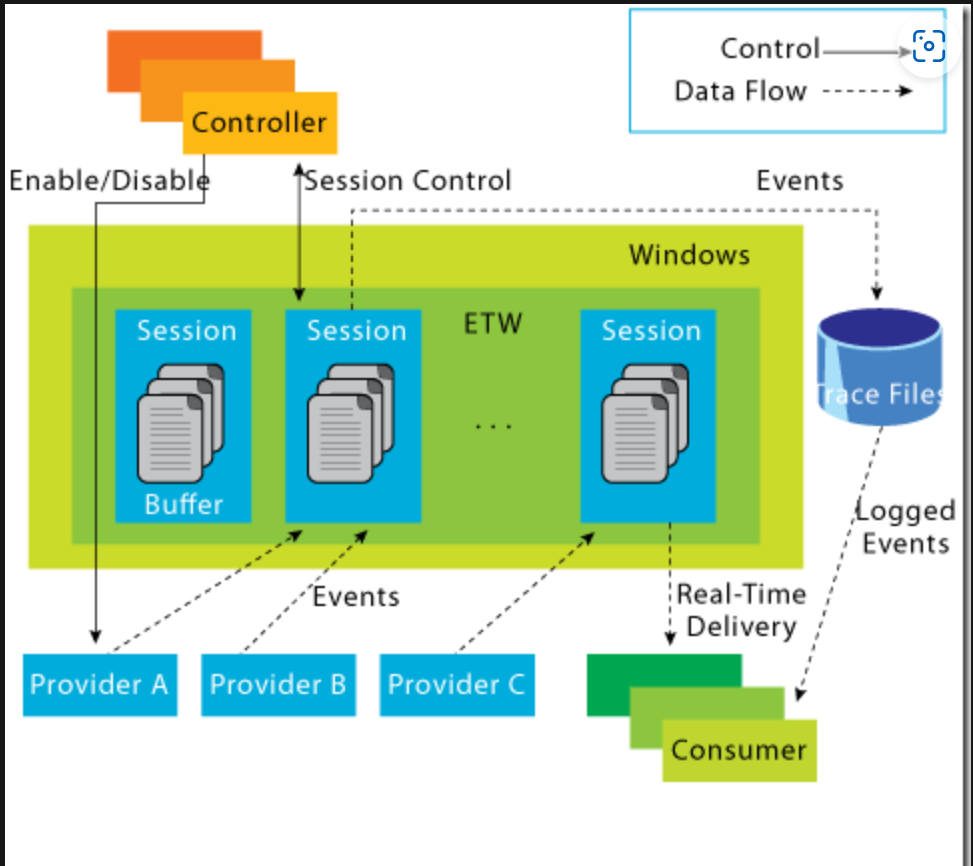 Control
Data Flow
Controller
Enable/Disable
Session Control
Events
Windows
ETW
Session
Session
Session
...
Buffer
Trace Files
Logged
Events
Events
Real-Time
Delivery
Provider A
Provider B
Provider C
Consumer